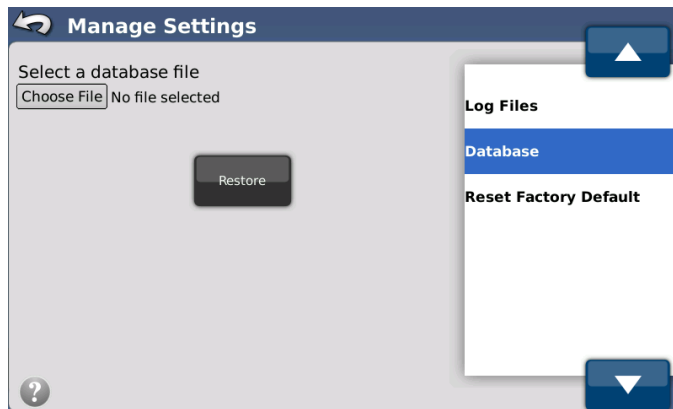 Manage Settings
Select a database file
Choose File No file selected
Restore
Log Files
Database
Reset Factory Default
?